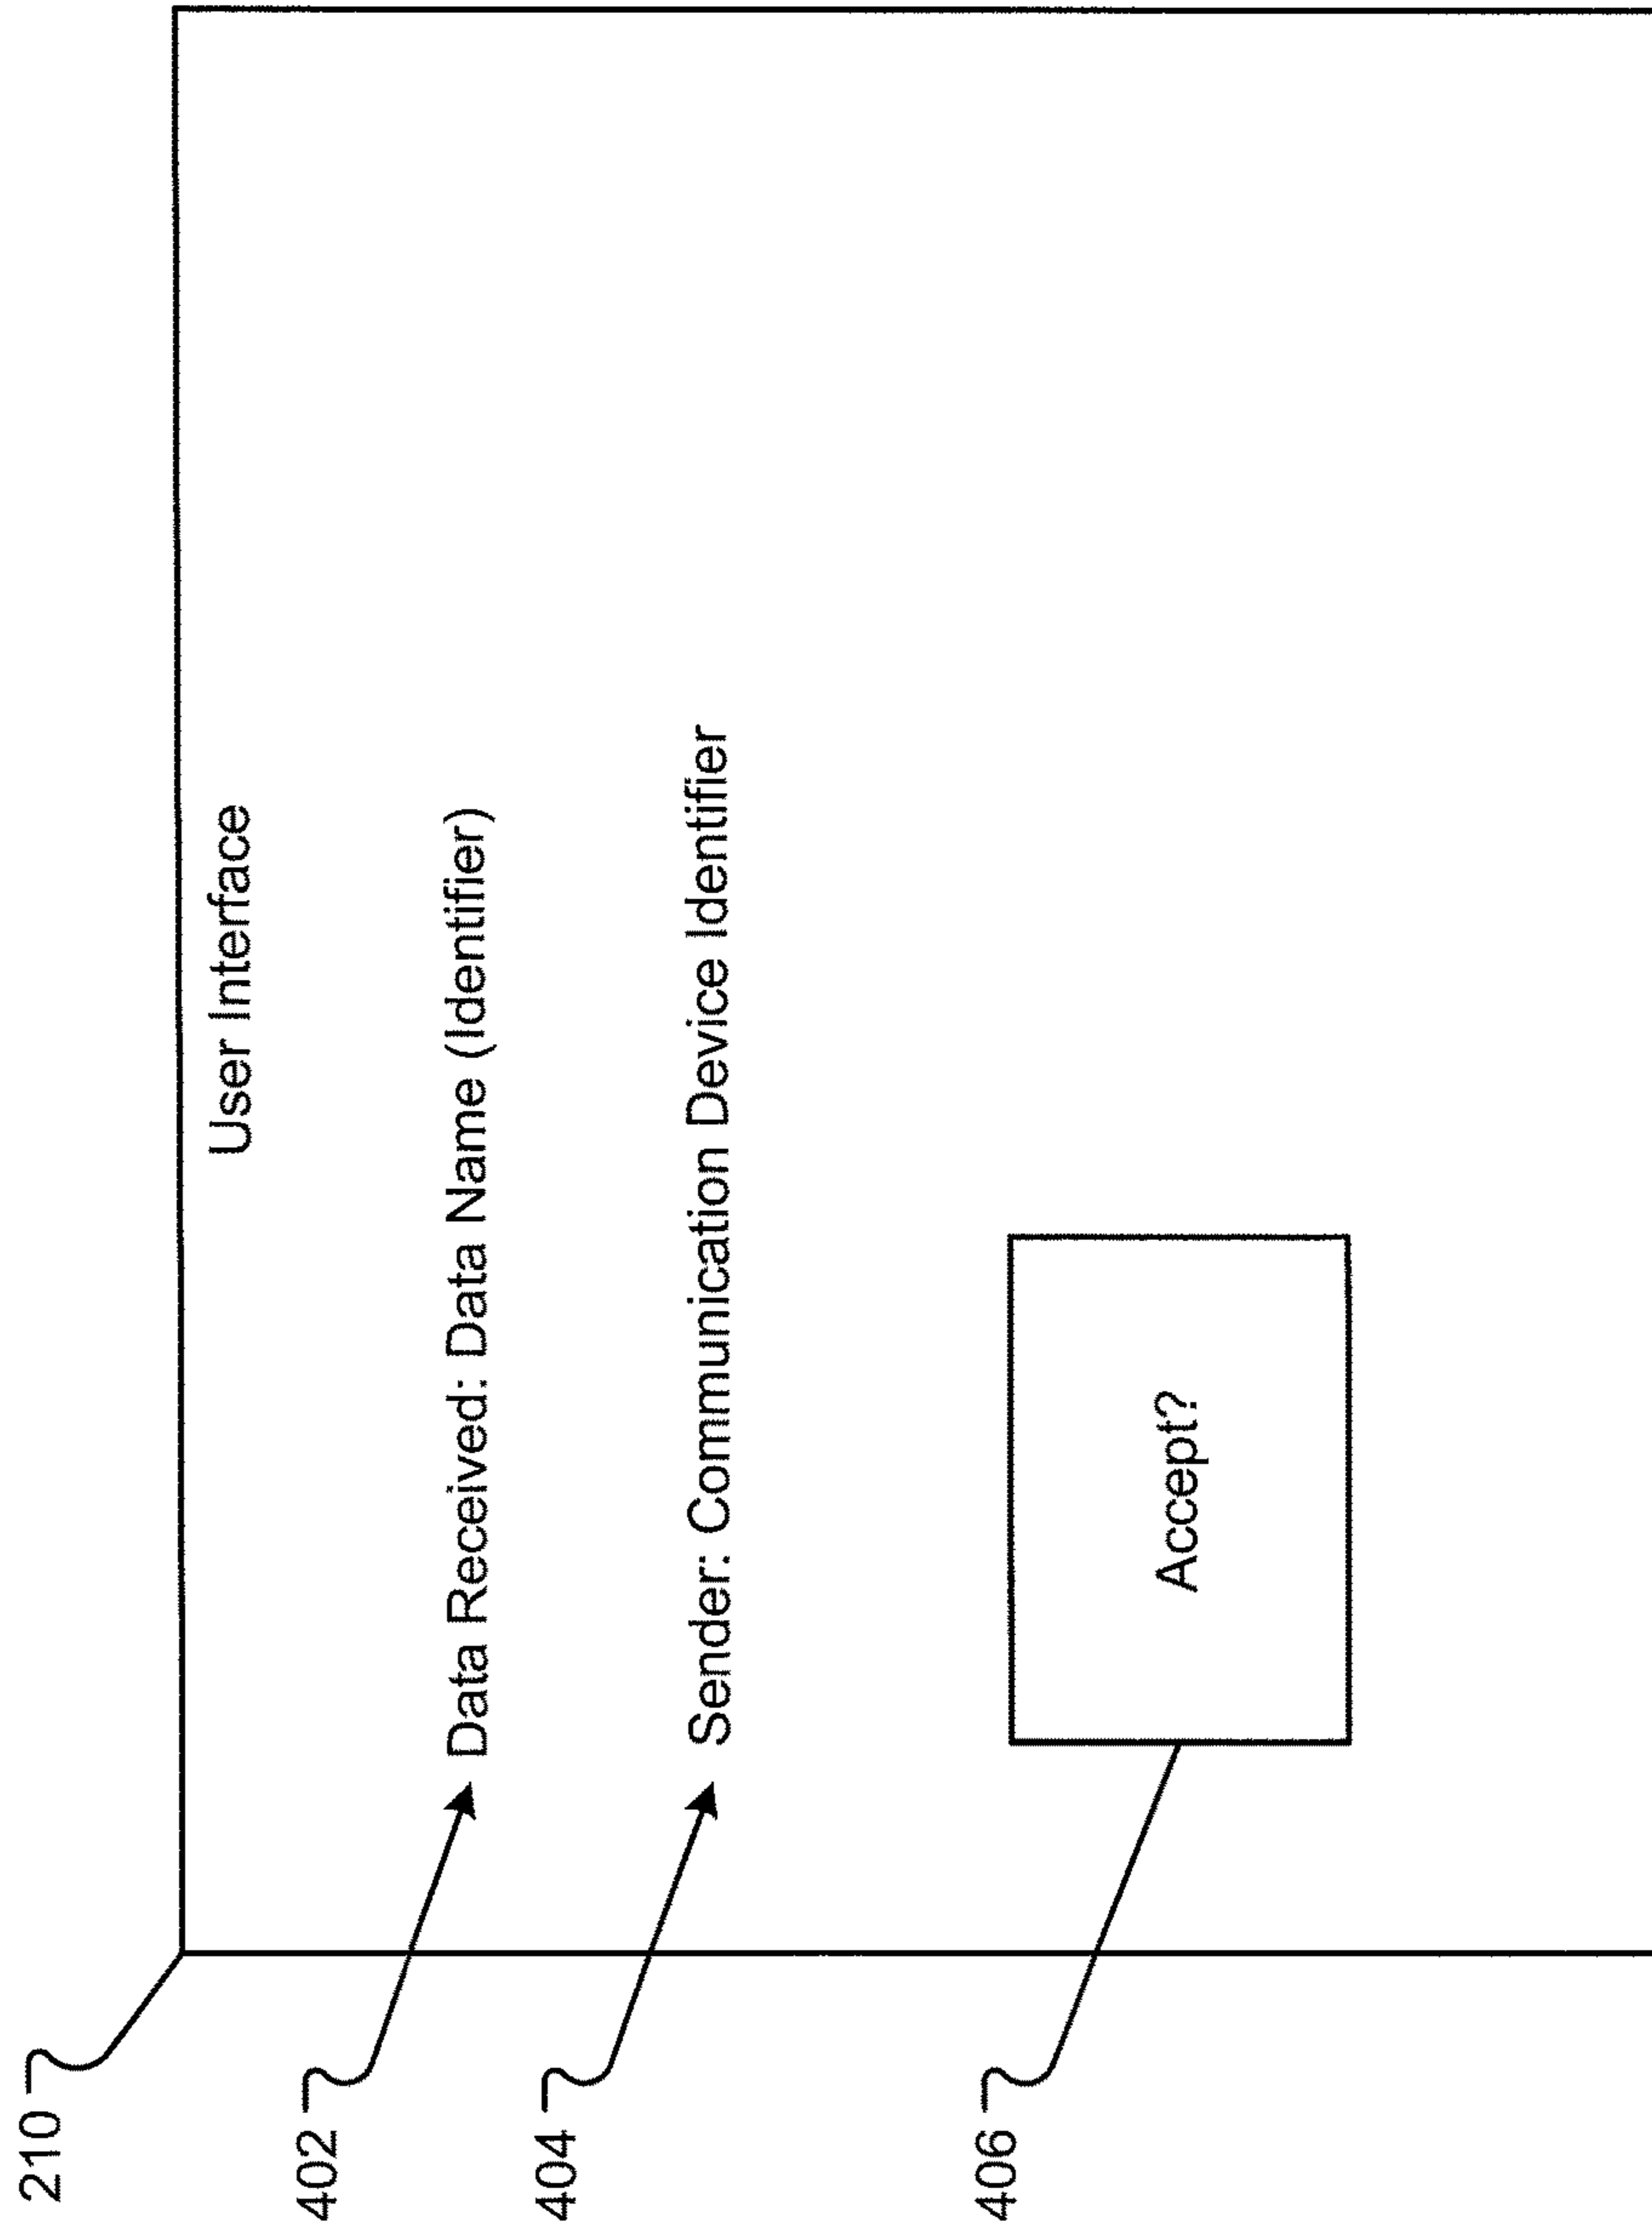 210
User Interface
402
Data Received: Data Name (Identifier)
404
Sender: Communication Device Identifier
406
Accept?